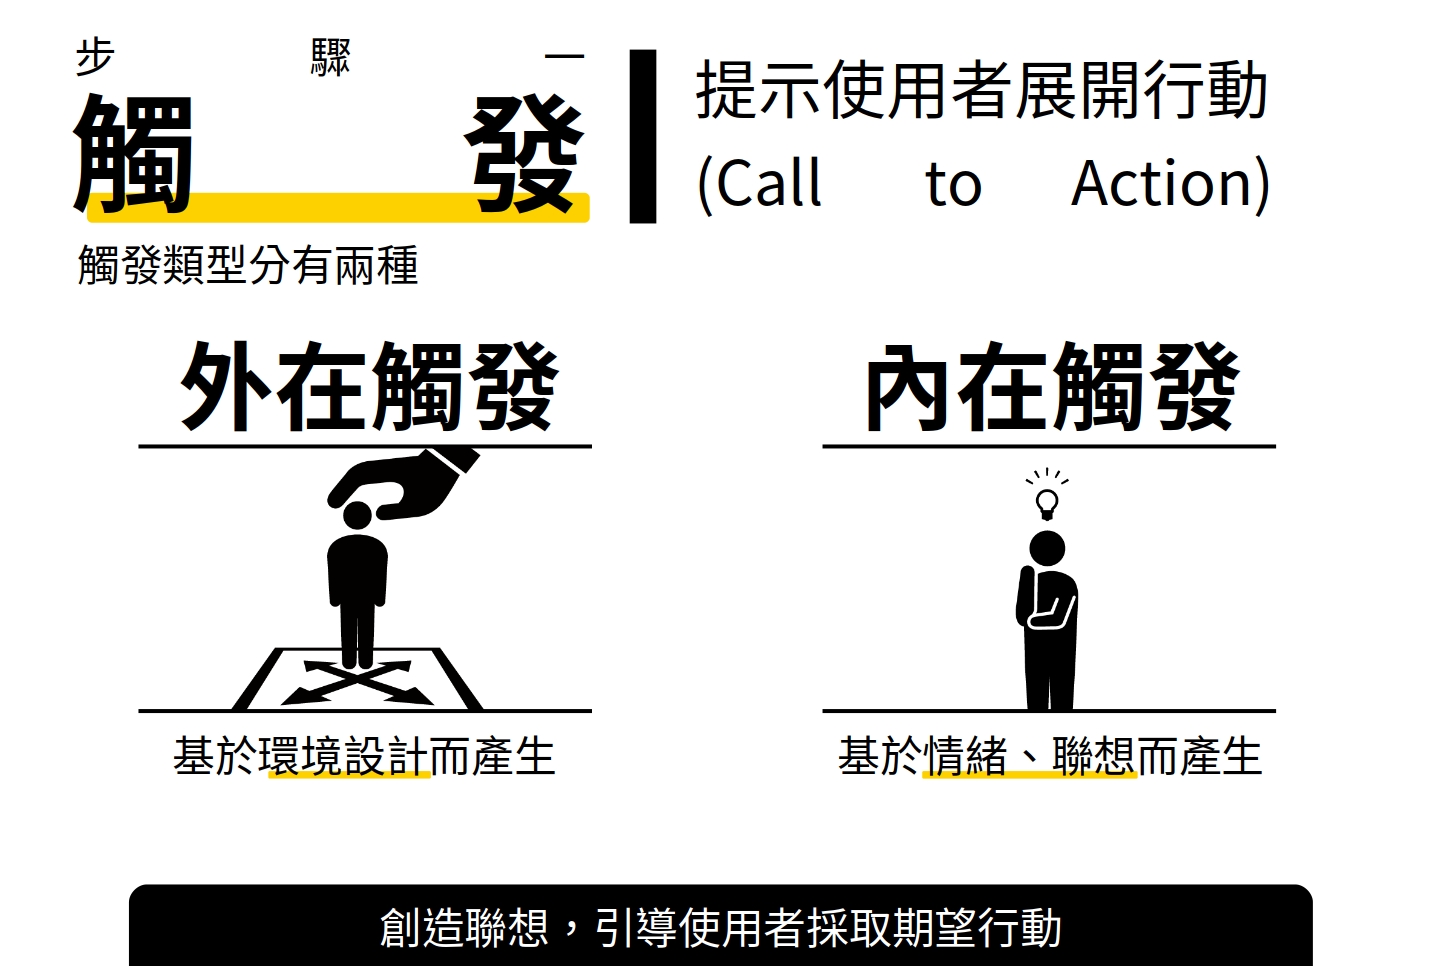 步驟一
觸發
提示使用者展開行動
(Call to Action)
觸發類型分有兩種
外在觸發
內在觸發
基於環境設計而產生
基於情緒、聯想而產生
創造聯想，引導使用者採取期望行動